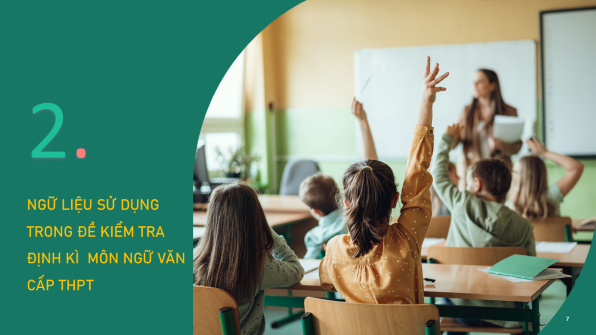 2.
NGỮ LIỆU SỬ DỤNG
TRONG ĐỀ KIỂM TRA
ĐỊNH KÌ MÔN NGỮ VĂN
CẤP THPT
7